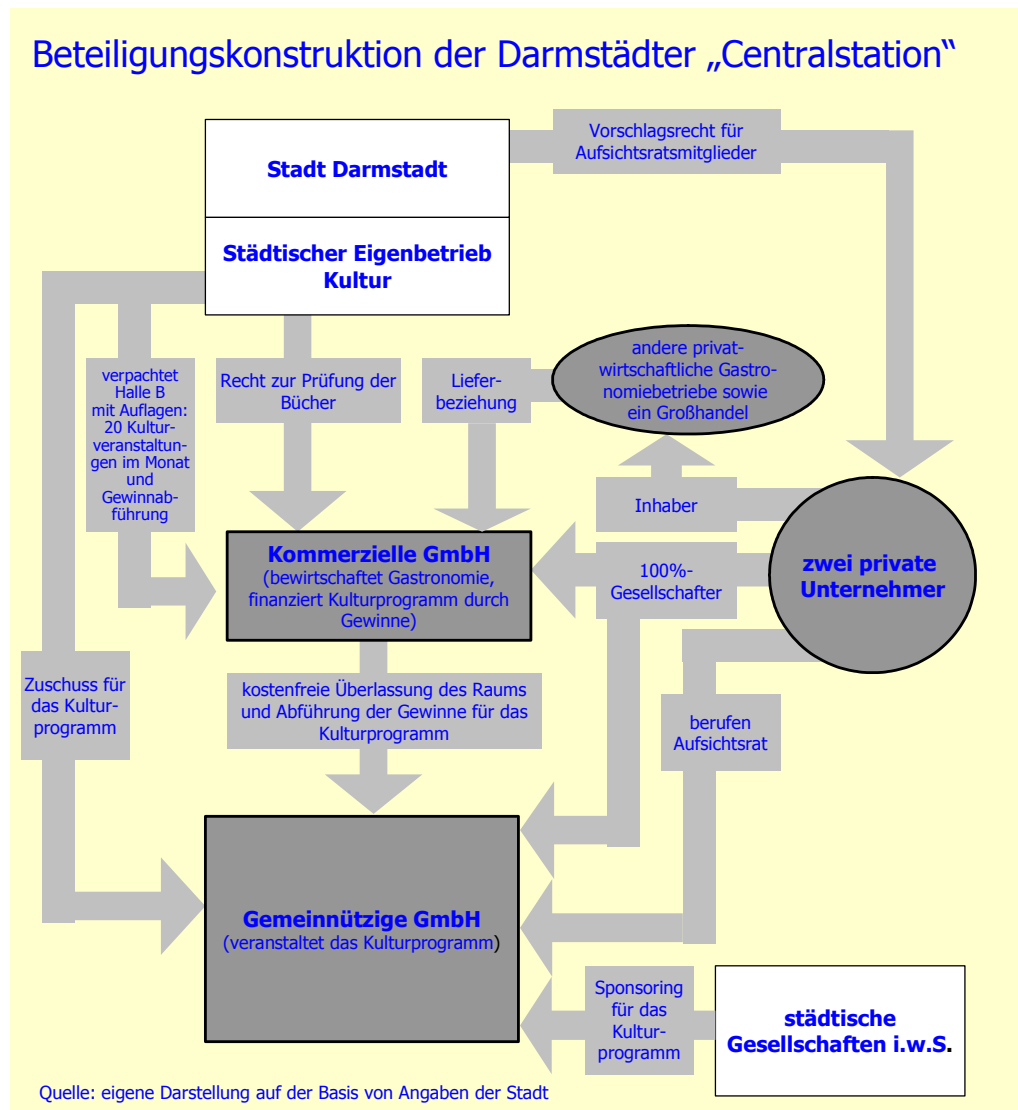 Beteiligungskonstruktion der Darmstädter „Centralstation“
Vorschlagsrecht für
Aufsichtsratsmitglieder
Stadt Darmstadt
Städtischer Eigenbetrieb
Kultur
andere privat-
wirtschaftliche Gastro-
nomiebetriebe sowie
ein Großhandel
verpachtet
Halle B
mit Auflagen:
20 Kultur-
veranstaltun-
gen im Monat
und
Gewinnab-
führung
Recht zur Prüfung der
Bücher
Liefer-
beziehung
Inhaber
Kommerzielle GmbH
(bewirtschaftet Gastronomie,
finanziert Kulturprogramm durch
Gewinne)
100%-
Gesellschafter
zwei private
Unternehmer
Zuschuss für
das Kultur-
programm
kostenfreie Überlassung des Raums
und Abführung der Gewinne für das
Kulturprogramm
berufen
Aufsichtsrat
Gemeinnützige GmbH
(veranstaltet das Kulturprogramm)
Sponsoring
für das
Kultur-
programm
städtische
Gesellschaften i.w.S.
Quelle: eigene Darstellung auf der Basis von Angaben der Stadt